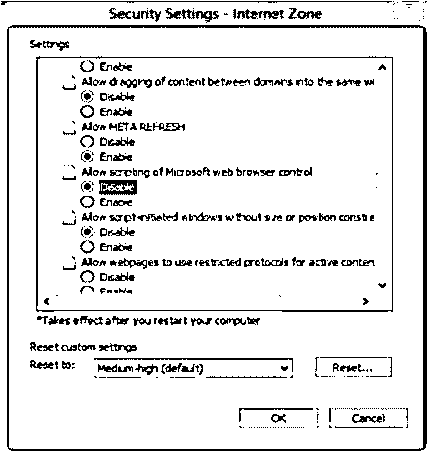 Security Settings - Internet Zone
Settings
Enable
Allow dragging of content between domains into the same wi
Disable
Enable
Allow META REFRESH
Disable
Enable
Allow scripting of Microsoft web browser control
Disable
Enable
Allow script-initiated windows without size or position constra
Disable
Enable
Allow webpages to use restricted protocols for active conten
Disable
Enable
*Takes effect after you restart your computer
Reset custom settings
Reset to: Medium-high (default) Reset...
OK Cancel